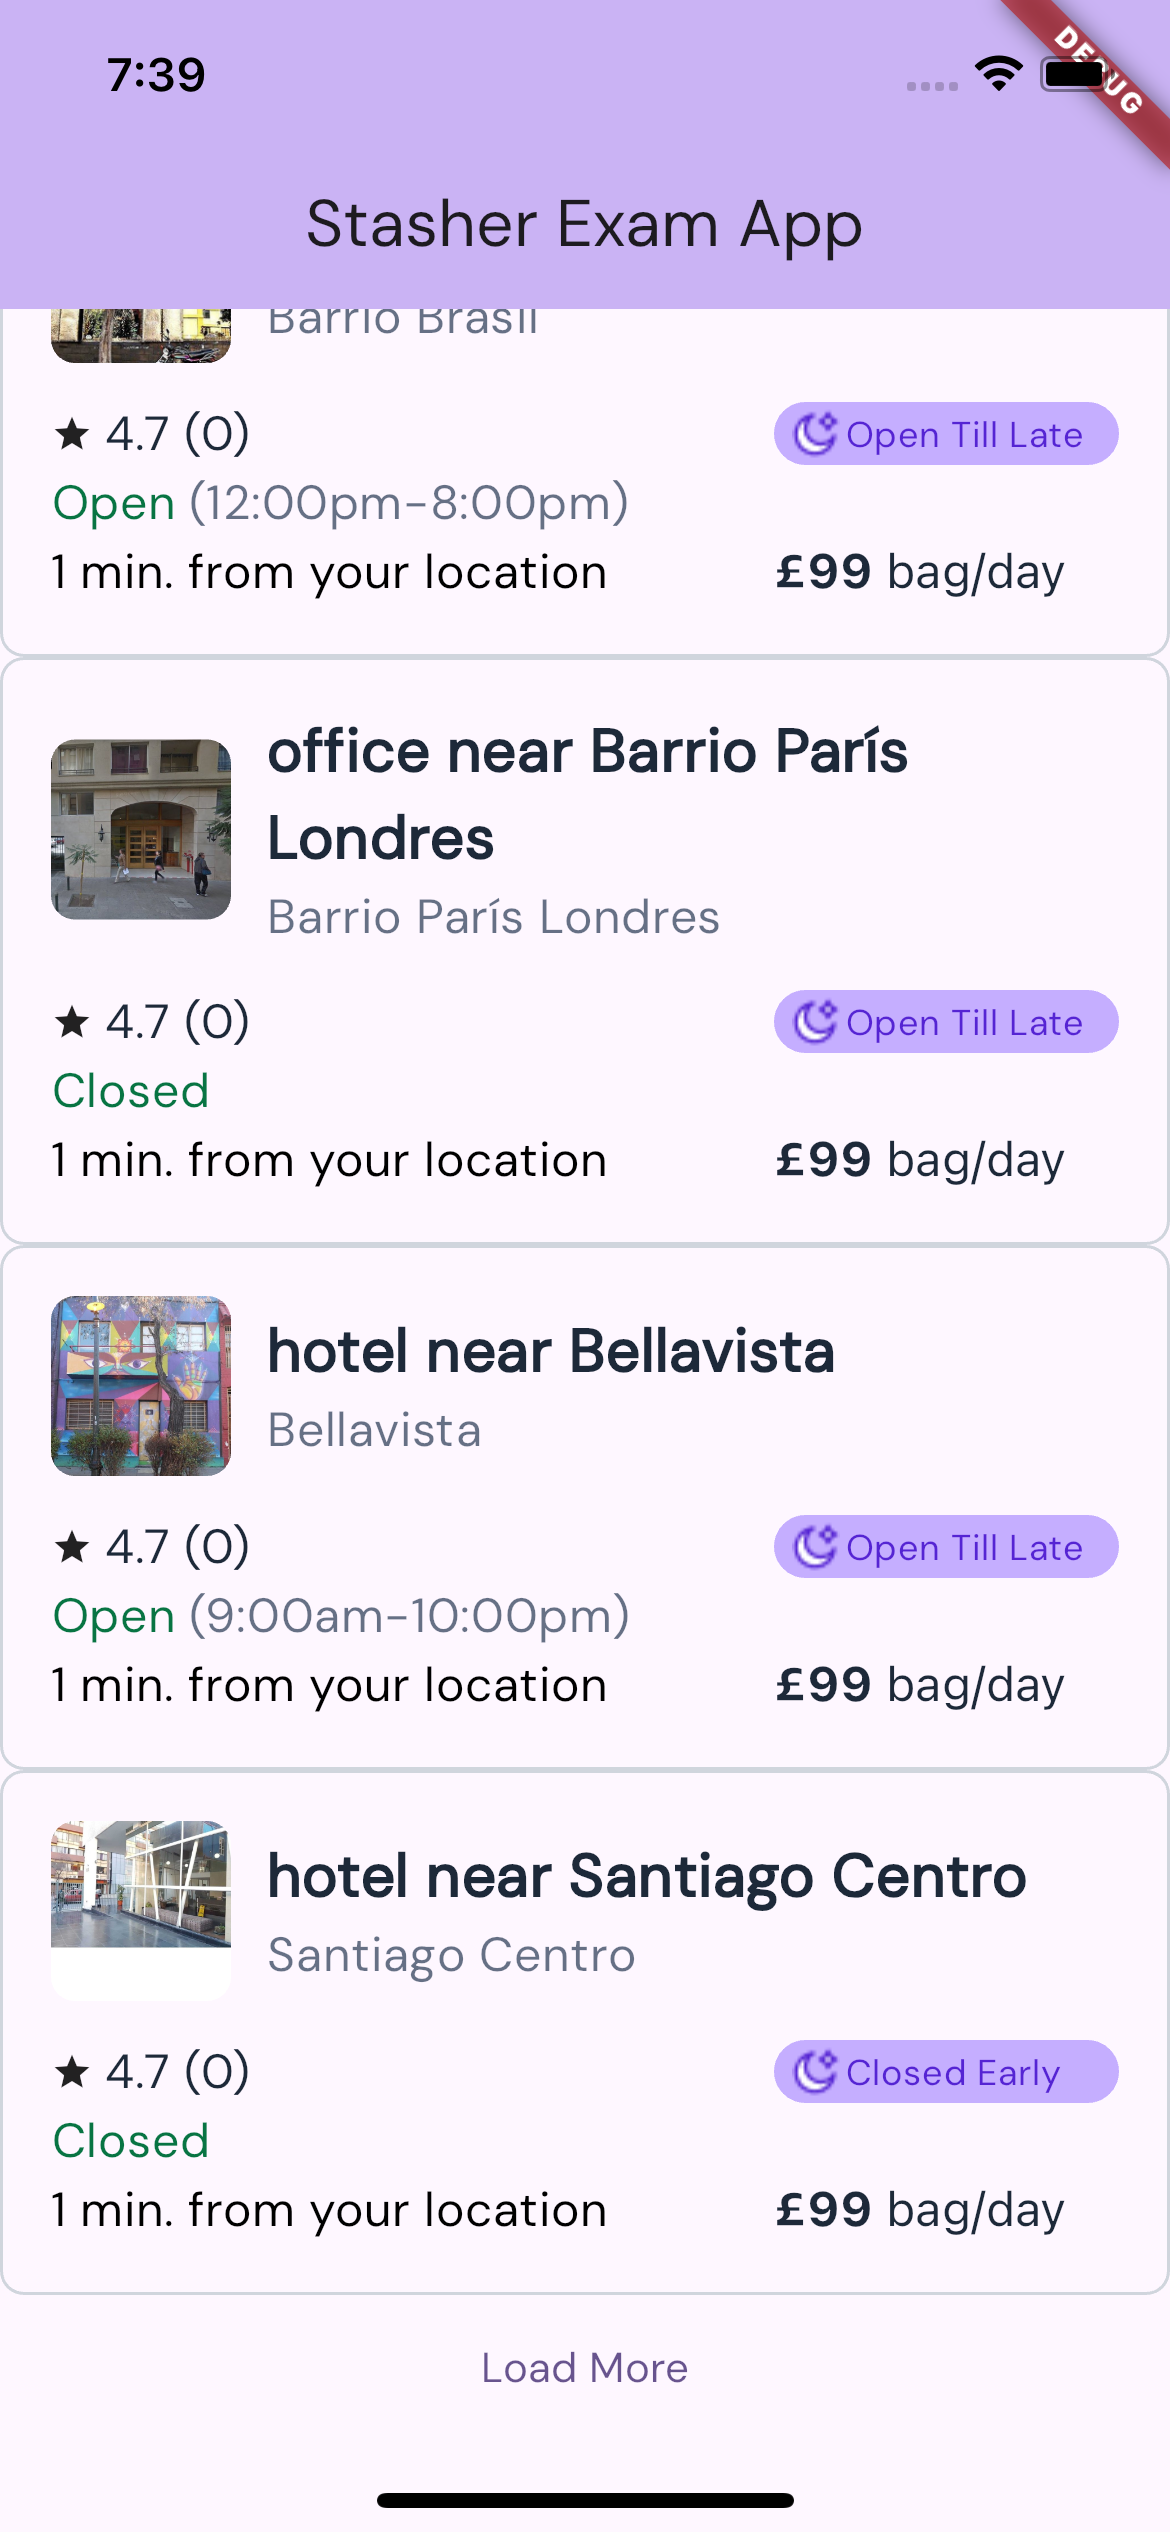 7:39
DEBUG
Stasher Exam App
Barrio Brasil
4.7 (0)
Open Till Late
Open (12:00pm-8:00pm)
1 min. from your location
£99 bag/day
office near Barrio París
Londres
Barrio París Londres
4.7 (0)
Open Till Late
Closed
1 min. from your location
£99 bag/day
hotel near Bellavista
Bellavista
4.7 (0)
Open Till Late
Open (9:00am-10:00pm)
1 min. from your location
£99 bag/day
hotel near Santiago Centro
Santiago Centro
4.7 (0)
Closed Early
Closed
1 min. from your location
£99 bag/day
Load More